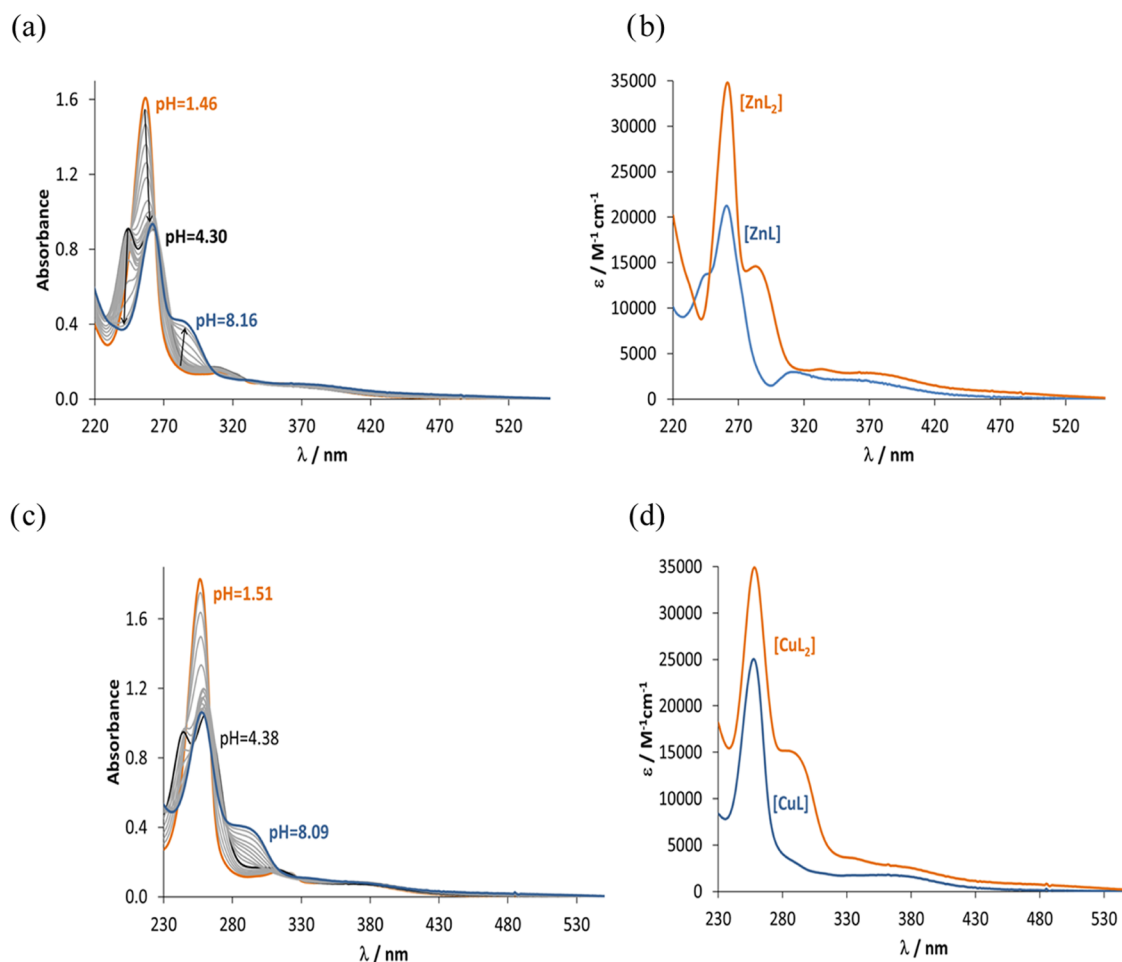 (a)
pH=1.46
pH=4.30
pH=8.16
1.6
1.2
0.8
0.4
0.0
Absorbance
220 270 320 370 420 470 520
λ / nm
(b)
[ZnL₂]
[ZnL]
35000
30000
25000
20000
15000
10000
5000
0
ε / M⁻¹ cm⁻¹
220 270 320 370 420 470 520
λ / nm
(c)
pH=1.51
pH=4.38
pH=8.09
1.6
1.2
0.8
0.4
0.0
Absorbance
230 280 330 380 430 480 530
λ / nm
(d)
[CuL₂]
[CuL]
35000
30000
25000
20000
15000
10000
5000
0
ε / M⁻¹cm⁻¹
230 280 330 380 430 480 530
λ / nm